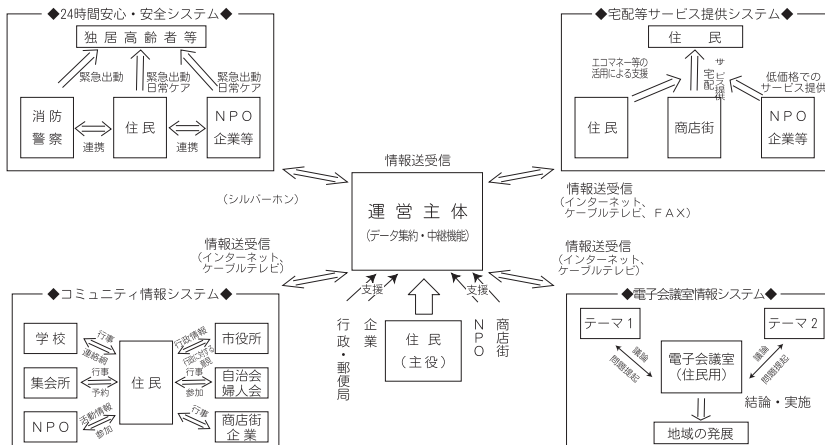 ◆24時間安心・安全システム◆
独居高齢者等
緊急出動
緊急出動
日常ケア
緊急出動
日常ケア
消防
警察
住民
NPO
企業等
連携
連携
◆宅配等サービス提供システム◆
住　民
エコマネー等の
活用による支援
宅配
サービス提供
低価格での
サービス提供
住民
商店街
NPO
企業等
情報送受信
(シルバーホン)
運営主体
(データ集約・中継機能)
情報送受信
(インターネット、
ケーブルテレビ、FAX)
情報送受信
(インターネット、
ケーブルテレビ)
情報送受信
(インターネット、
ケーブルテレビ)
支援
支援
行政・郵便局
企業
住民
(主役)
NPO
商店街
◆コミュニティ情報システム◆
学校
行事
連絡網
集会所
行事
予約
NPO
活動情報
参加
住民
行政情報
行政に対する
意見
市役所
行事
参加
自治会
婦人会
行事
商店街
企業
◆電子会議室情報システム◆
テーマ1
テーマ2
議論
問題提起
議論
問題提起
電子会議室
(住民用)
結論・実施
地域の発展